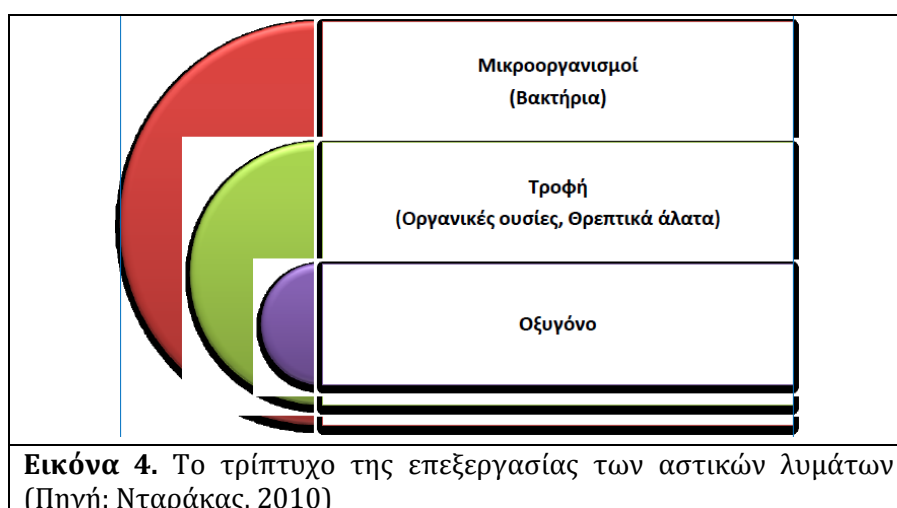 Μικροοργανισμοί
(Βακτήρια)
Τροφή
(Οργανικές ουσίες, Θρεπτικά άλατα)
Οξυγόνο
Εικόνα 4. Το τρίπτυχο της επεξεργασίας των αστικών λυμάτων
(Πηγή: Νταράκας, 2010)